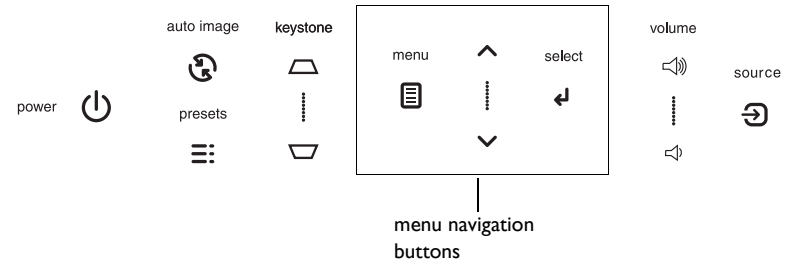 auto image
keystone
volume
menu
select
source
power
presets
menu navigation
buttons